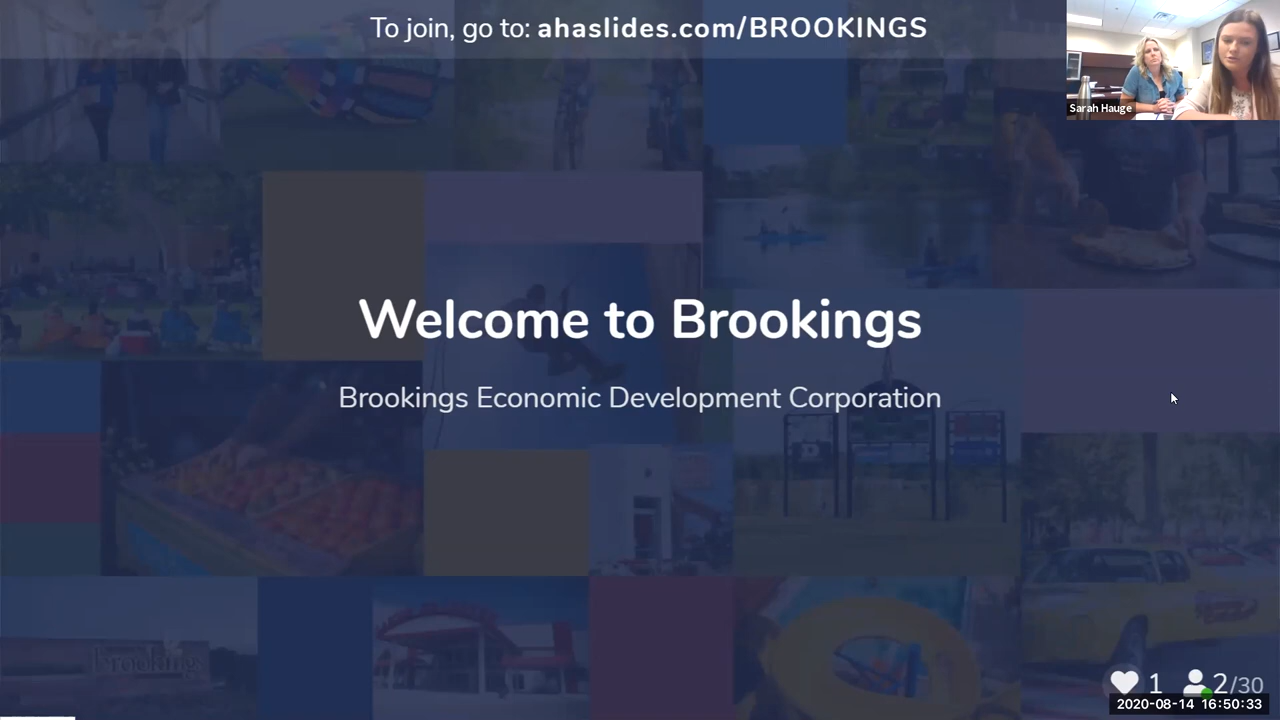 To join, go to: ahaslides.com/BROOKINGS
Sarah Hauge
Welcome to Brookings
Brookings Economic Development Corporation
Brookings
1 2/30
2020-08-14 16:50:33